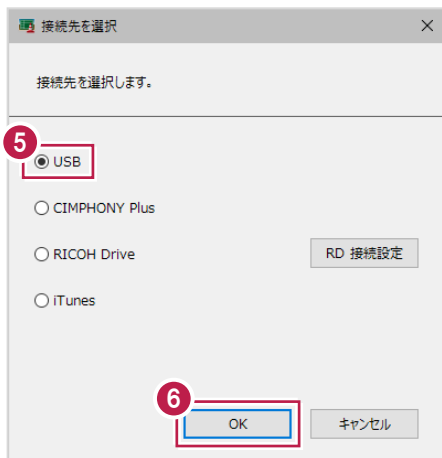 接続先を選択
接続先を選択します。
5
USB
CIMPHONY Plus
RICOH Drive
RD 接続設定
iTunes
6
OK
キャンセル